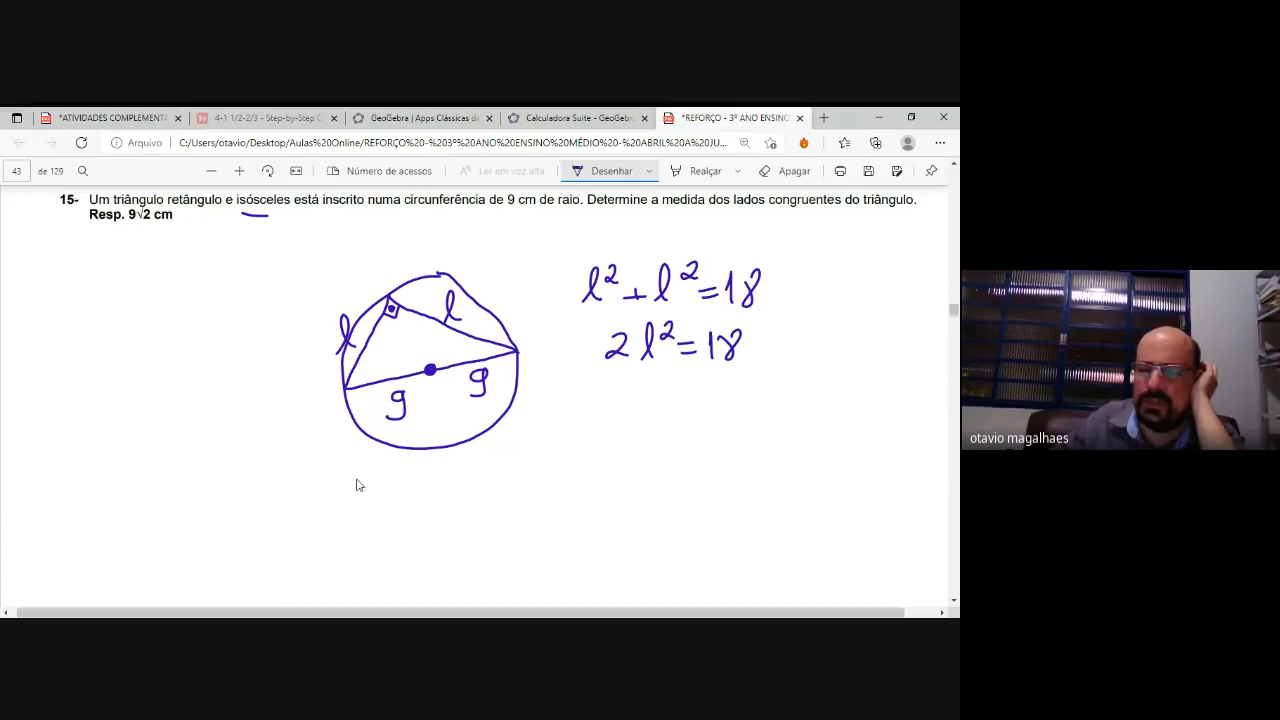 *ATIVIDADES COMPLEMENTA
4-1 1/2-2/3 - Step-by-Step C
GeoGebra | Apps Clássicos de
Calculadora Suite - GeoGebra
*REFORÇO - 3º ANO ENSINO
Arquivo
C:/Users/otavio/Desktop/Aulas%20Online/REFORÇO%20-%203º%20ANO%20ENSINO%20MÉDIO%20-%20ABRIL%20A%20JU...
43 de 129
Número de acessos
Ler em voz alta
Desenhar
Realçar
Apagar
15- Um triângulo retângulo e isósceles está inscrito numa circunferência de 9 cm de raio. Determine a medida dos lados congruentes do triângulo.
Resp. 9√2 cm
l² + l² = 18
2 l² = 18
l
l
9
9
otavio magalhaes